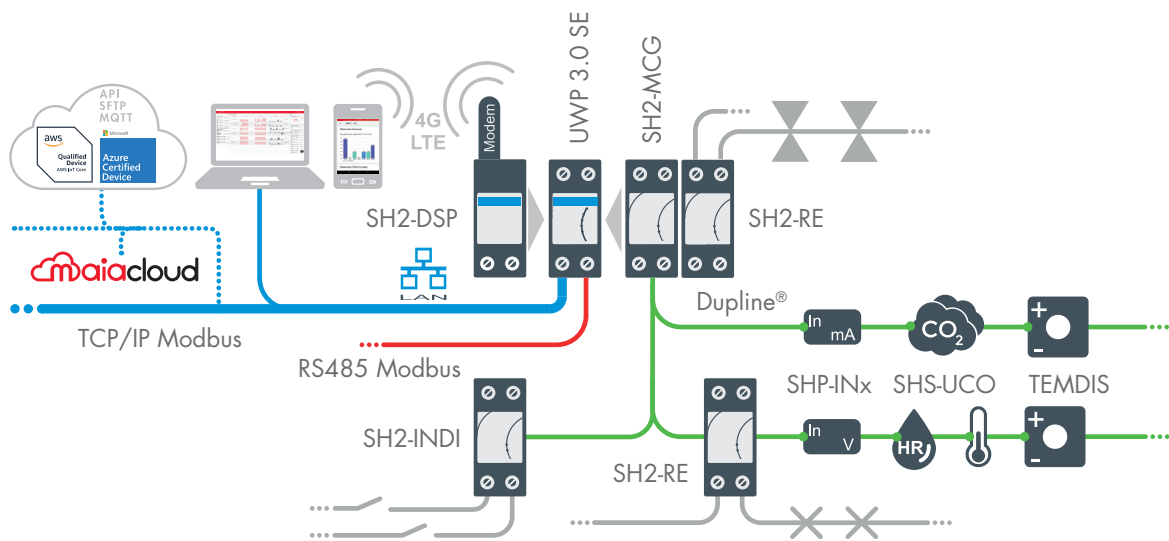 API
SFTP
MQTT
aws
Qualified
Device
AWS IoT Core
Microsoft
Azure
Certified
Device
maiacloud
4G
LTE
Modem
UWP 3.0 SE
SH2-MCG
SH2-DSP
SH2-RE
LAN
TCP/IP Modbus
RS485 Modbus
Dupline®
In
mA
CO2
+
-
SHP-INx
SHS-UCO
TEMDIS
SH2-INDI
SH2-RE
In
V
HR
+
-